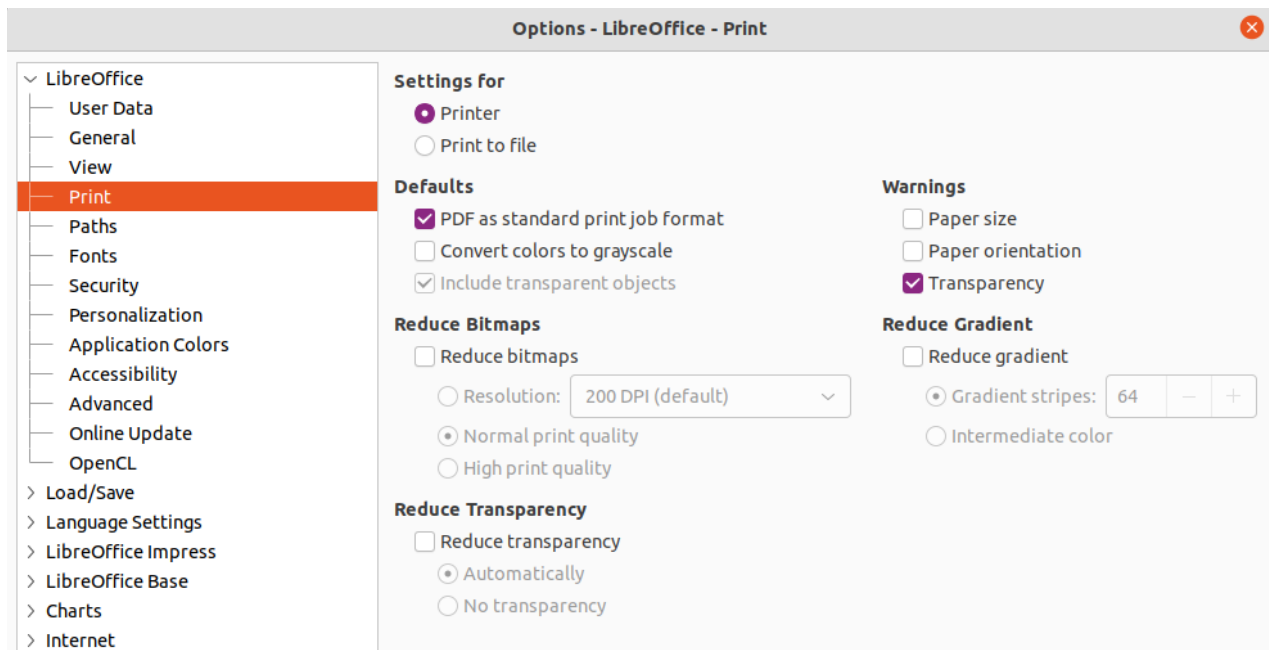 Options - LibreOffice - Print
LibreOffice
User Data
General
View
Print
Paths
Fonts
Security
Personalization
Application Colors
Accessibility
Advanced
Online Update
OpenCL
Load/Save
Language Settings
LibreOffice Impress
LibreOffice Base
Charts
Internet
Settings for
Printer
Print to file
Defaults
PDF as standard print job format
Convert colors to grayscale
Include transparent objects
Warnings
Paper size
Paper orientation
Transparency
Reduce Bitmaps
Reduce bitmaps
Resolution: 200 DPI (default)
Normal print quality
High print quality
Reduce Gradient
Reduce gradient
Gradient stripes: 64
Intermediate color
Reduce Transparency
Reduce transparency
Automatically
No transparency